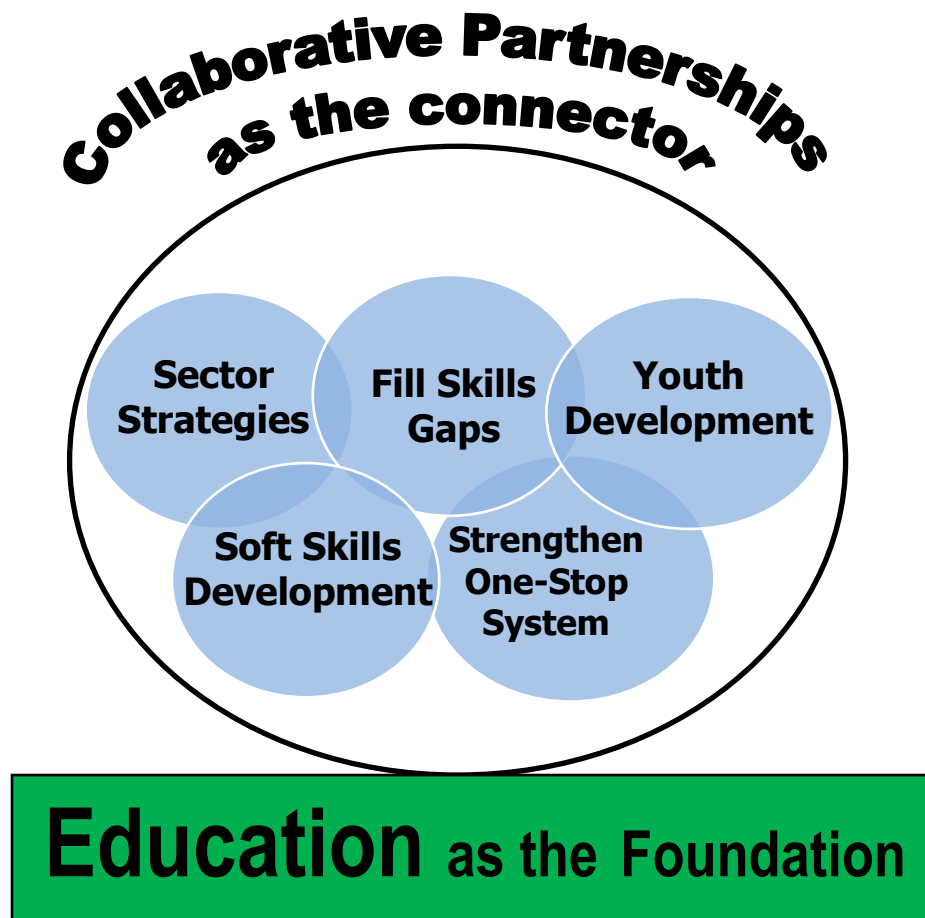 Collaborative Partnerships
as the connector
Sector
Strategies
Fill Skills
Gaps
Youth
Development
Soft Skills
Development
Strengthen
One-Stop
System
Education as the Foundation